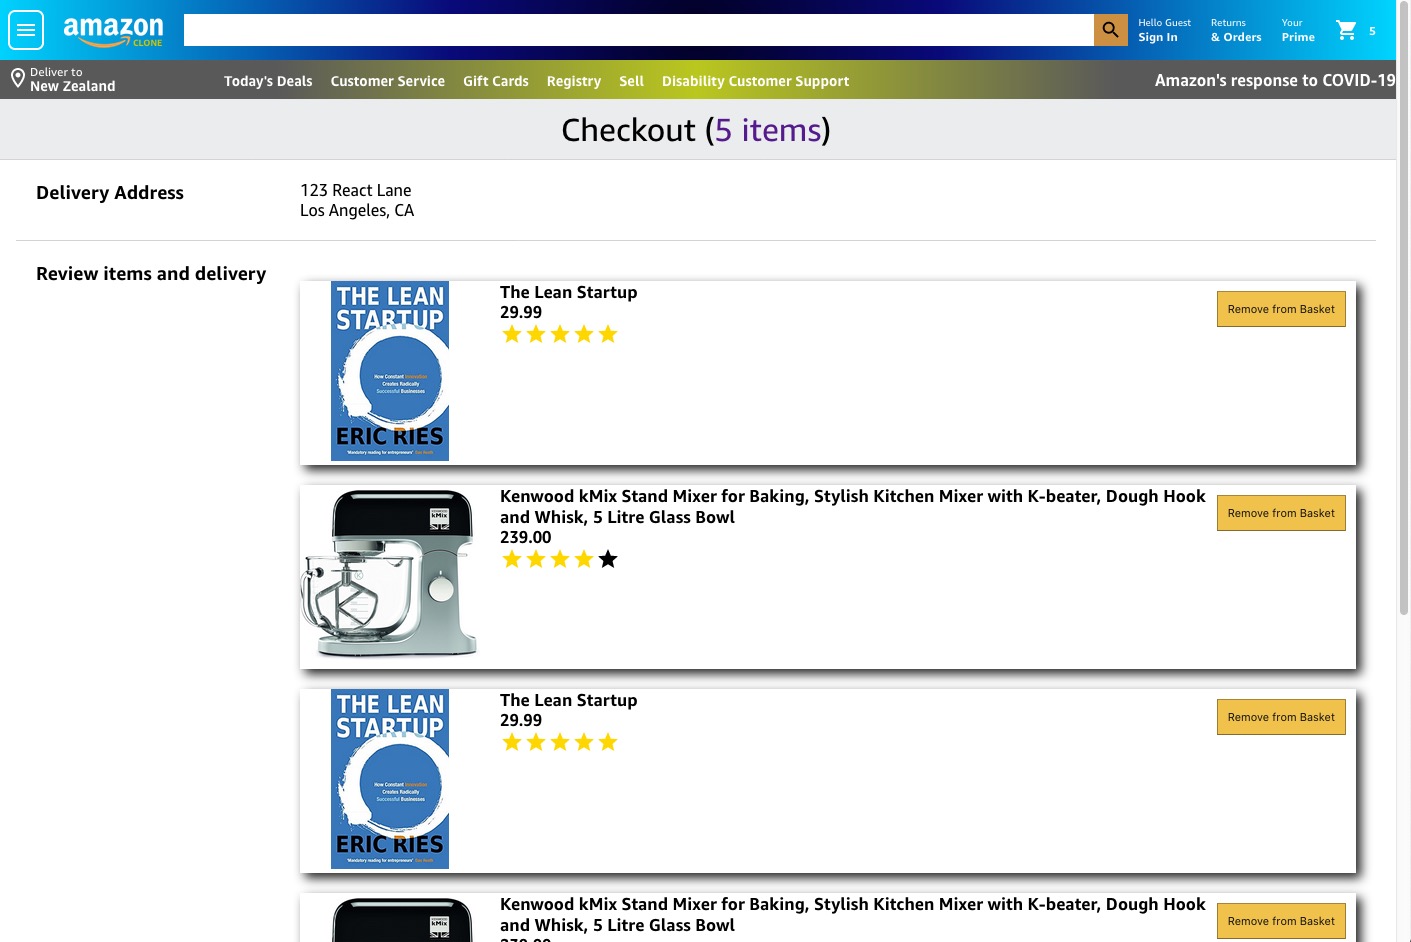 amazon
CLONE
Hello Guest
Sign In
Returns
& Orders
Your
Prime
5
Deliver to
New Zealand
Today's Deals
Customer Service
Gift Cards
Registry
Sell
Disability Customer Support
Amazon's response to COVID-19
Checkout (5 items)
Delivery Address
123 React Lane
Los Angeles, CA
Review items and delivery
THE LEAN
STARTUP
How Constant Innovation
Creates Radically
Successful Businesses
ERIC RIES
The Lean Startup
29.99
Remove from Basket
KENWOOD
kMix
Kenwood kMix Stand Mixer for Baking, Stylish Kitchen Mixer with K-beater, Dough Hook
and Whisk, 5 Litre Glass Bowl
239.00
Remove from Basket
THE LEAN
STARTUP
How Constant Innovation
Creates Radically
Successful Businesses
ERIC RIES
The Lean Startup
29.99
Remove from Basket
KENWOOD
kMix
Kenwood kMix Stand Mixer for Baking, Stylish Kitchen Mixer with K-beater, Dough Hook
and Whisk, 5 Litre Glass Bowl
239.00
Remove from Basket